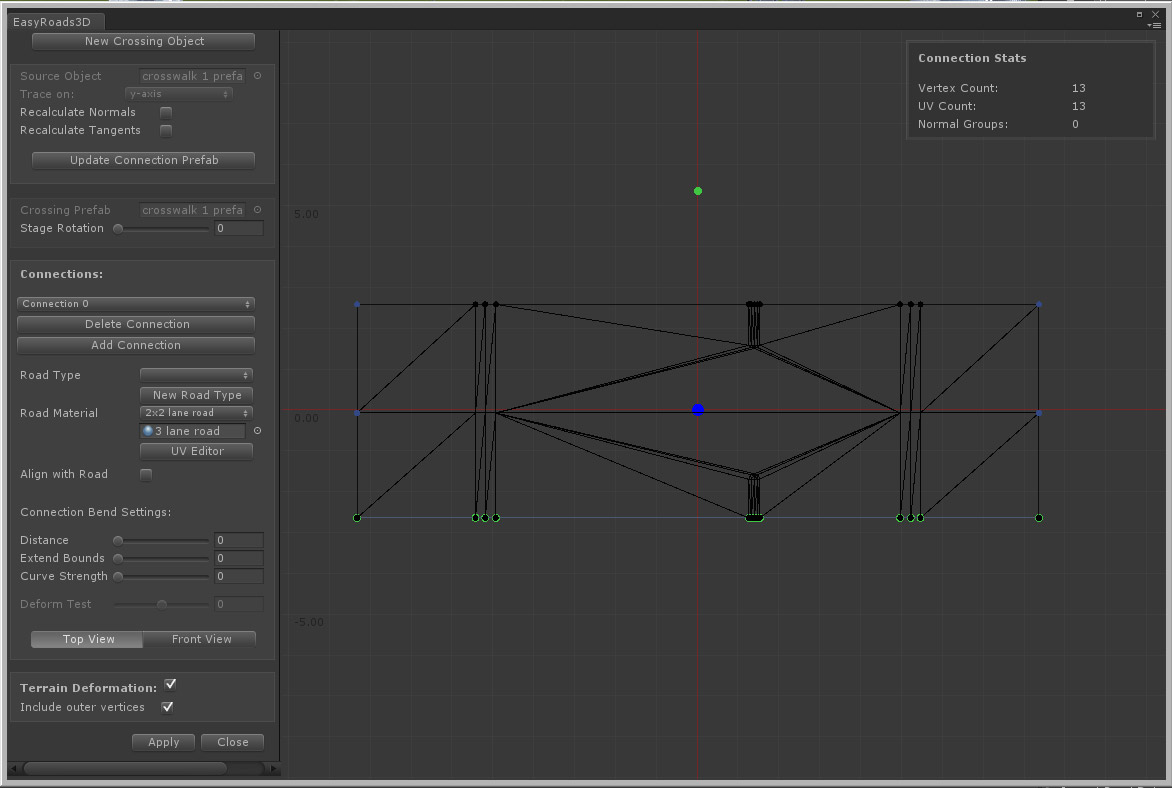 EasyRoads3D
New Crossing Object
Source Object crosswalk 1 prefa
Trace on: y-axis
Recalculate Normals
Recalculate Tangents
Update Connection Prefab
Crossing Prefab crosswalk 1 prefa
Stage Rotation 0
Connections:
Connection 0
Delete Connection
Add Connection
Road Type
New Road Type
Road Material 2x2 lane road
3 lane road
UV Editor
Align with Road
Connection Bend Settings:
Distance 0
Extend Bounds 0
Curve Strength 0
Deform Test 0
Top View Front View
Terrain Deformation:
Include outer vertices
Apply Close
Connection Stats
Vertex Count: 13
UV Count: 13
Normal Groups: 0
5.00
0.00
-5.00